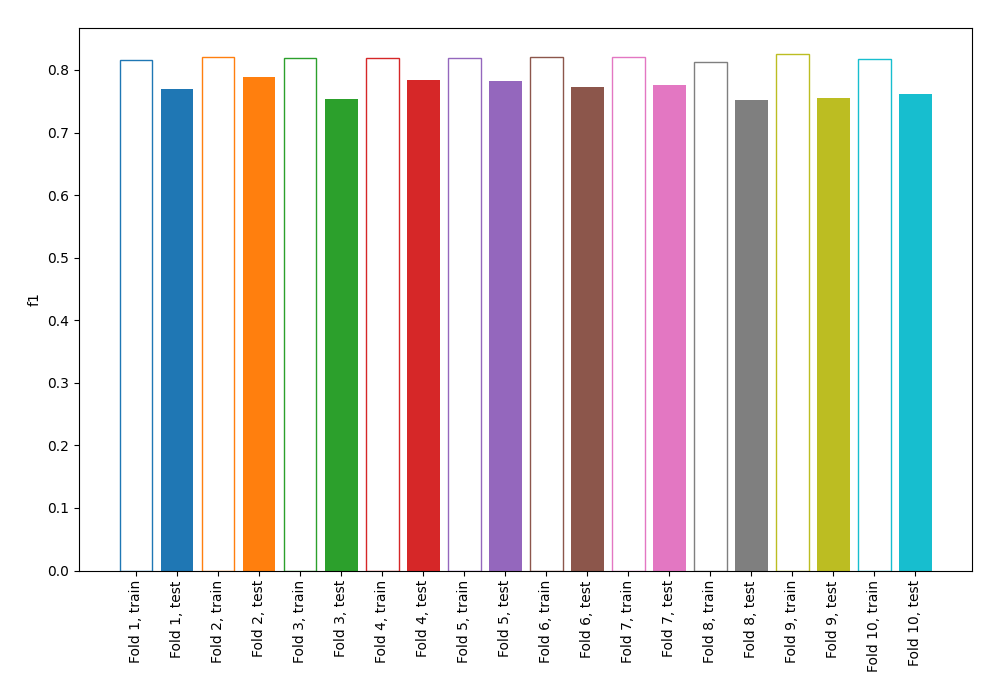 0.8
0.7
0.6
0.5
0.4
0.3
0.2
0.1
0.0
f1
Fold 1, train
Fold 1, test
Fold 2, train
Fold 2, test
Fold 3, train
Fold 3, test
Fold 4, train
Fold 4, test
Fold 5, train
Fold 5, test
Fold 6, train
Fold 6, test
Fold 7, train
Fold 7, test
Fold 8, train
Fold 8, test
Fold 9, train
Fold 9, test
Fold 10, train
Fold 10, test